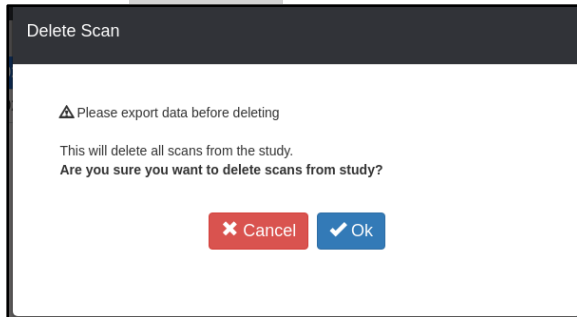 Delete Scan
Please export data before deleting
This will delete all scans from the study.
Are you sure you want to delete scans from study?
Cancel
Ok